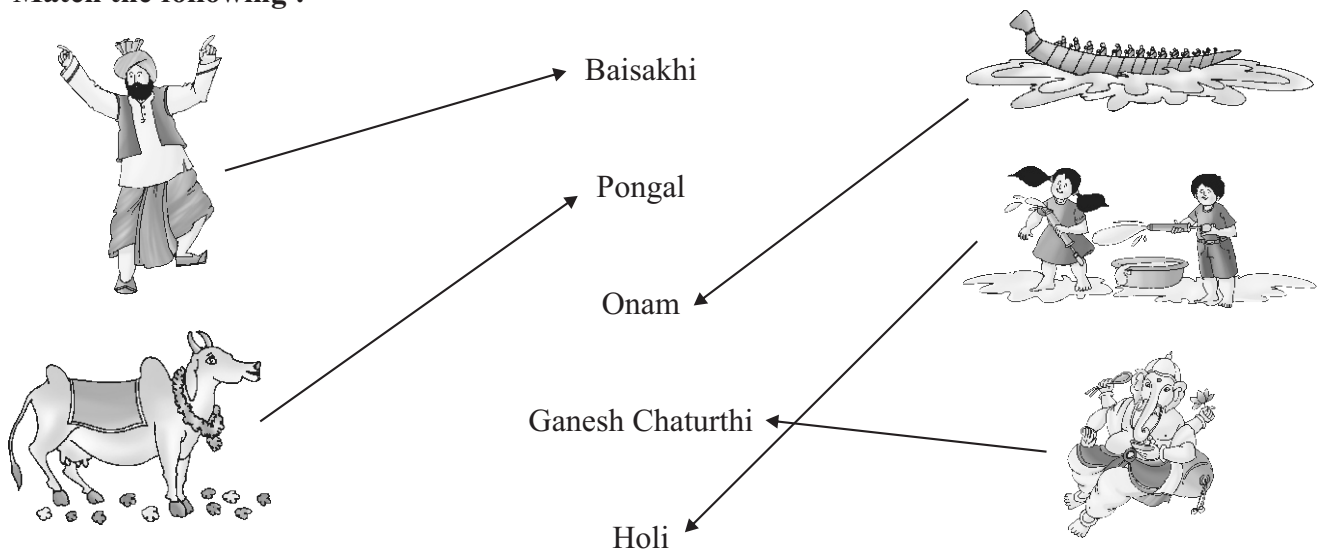 Match the following :
Baisakhi
Pongal
Onam
Ganesh Chaturthi
Holi